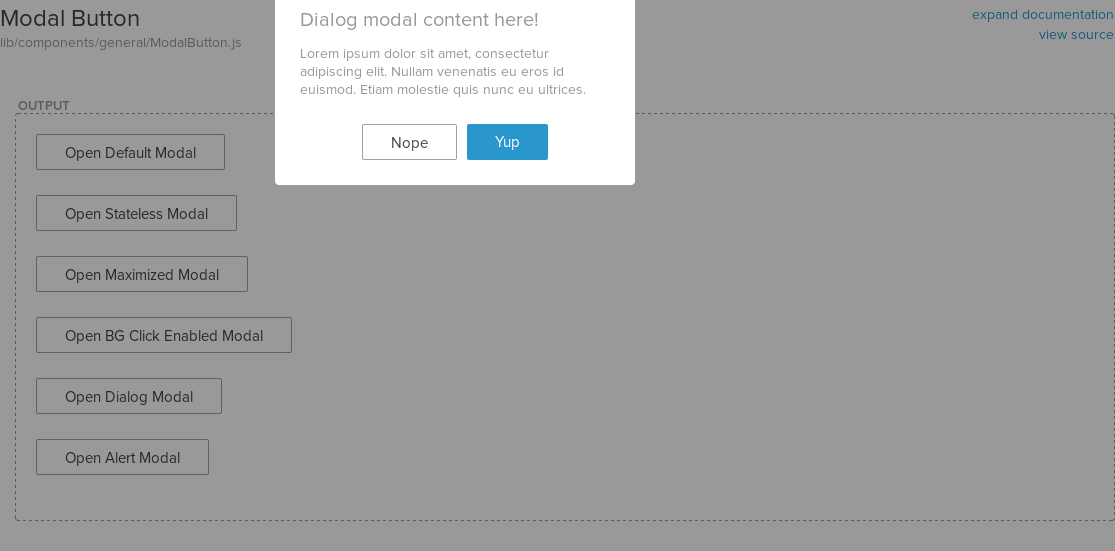 Modal Button
lib/components/general/ModalButton.js
expand documentation
view source
Dialog modal content here!
Lorem ipsum dolor sit amet, consectetur
adipiscing elit. Nullam venenatis eu eros id
euismod. Etiam molestie quis nunc eu ultrices.
Nope
Yup
OUTPUT
Open Default Modal
Open Stateless Modal
Open Maximized Modal
Open BG Click Enabled Modal
Open Dialog Modal
Open Alert Modal